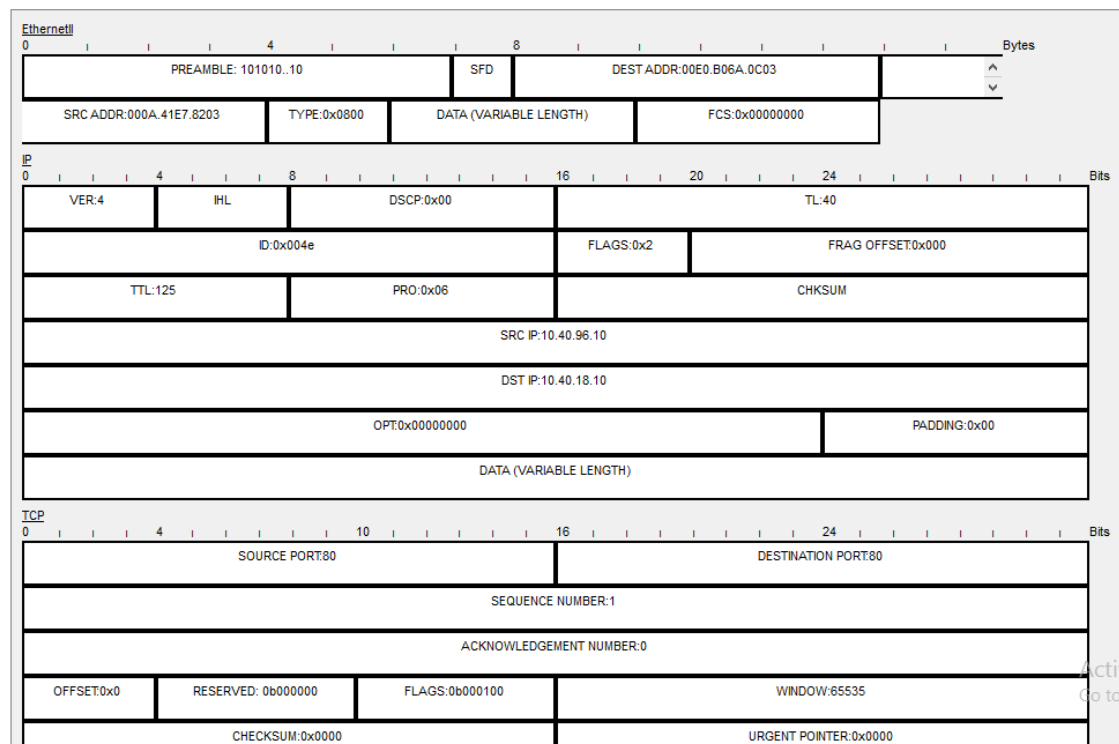 EthernetII
0 4 8 Bytes
PREAMBLE: 101010..10 SFD DEST ADDR:00E0.B06A.0C03
SRC ADDR:000A.41E7.8203 TYPE:0x0800 DATA (VARIABLE LENGTH) FCS:0x00000000
IP
0 4 8 16 20 24 Bits
VER:4 IHL DSCP:0x00 TL:40
ID:0x004e FLAGS:0x2 FRAG OFFSET:0x000
TTL:125 PRO:0x06 CHKSUM
SRC IP:10.40.96.10
DST IP:10.40.18.10
OPT:0x00000000 PADDING:0x00
DATA (VARIABLE LENGTH)
TCP
0 4 10 16 24 Bits
SOURCE PORT:80 DESTINATION PORT:80
SEQUENCE NUMBER:1
ACKNOWLEDGEMENT NUMBER:0
Acti
OFFSET:0x0 RESERVED: 0b000000 FLAGS:0b000100 WINDOW:65535
Go to
CHECKSUM:0x0000 URGENT POINTER:0x0000